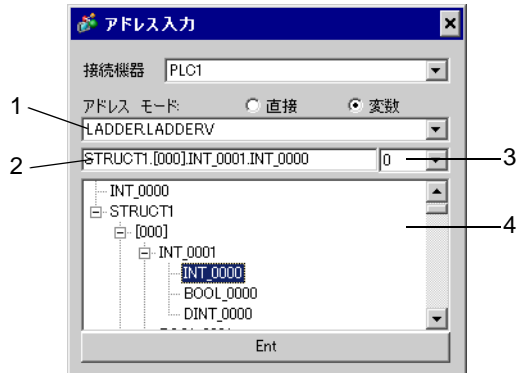 アドレス入力
接続機器 PLC1
アドレス モード: 直接 変数
1
LADDER.LADDERV
2
STRUCT1.[000].INT_0001.INT_0000 0
3
INT_0000
STRUCT1
[000]
4
INT_0001
INT_0000
BOOL_0000
DINT_0000
Ent